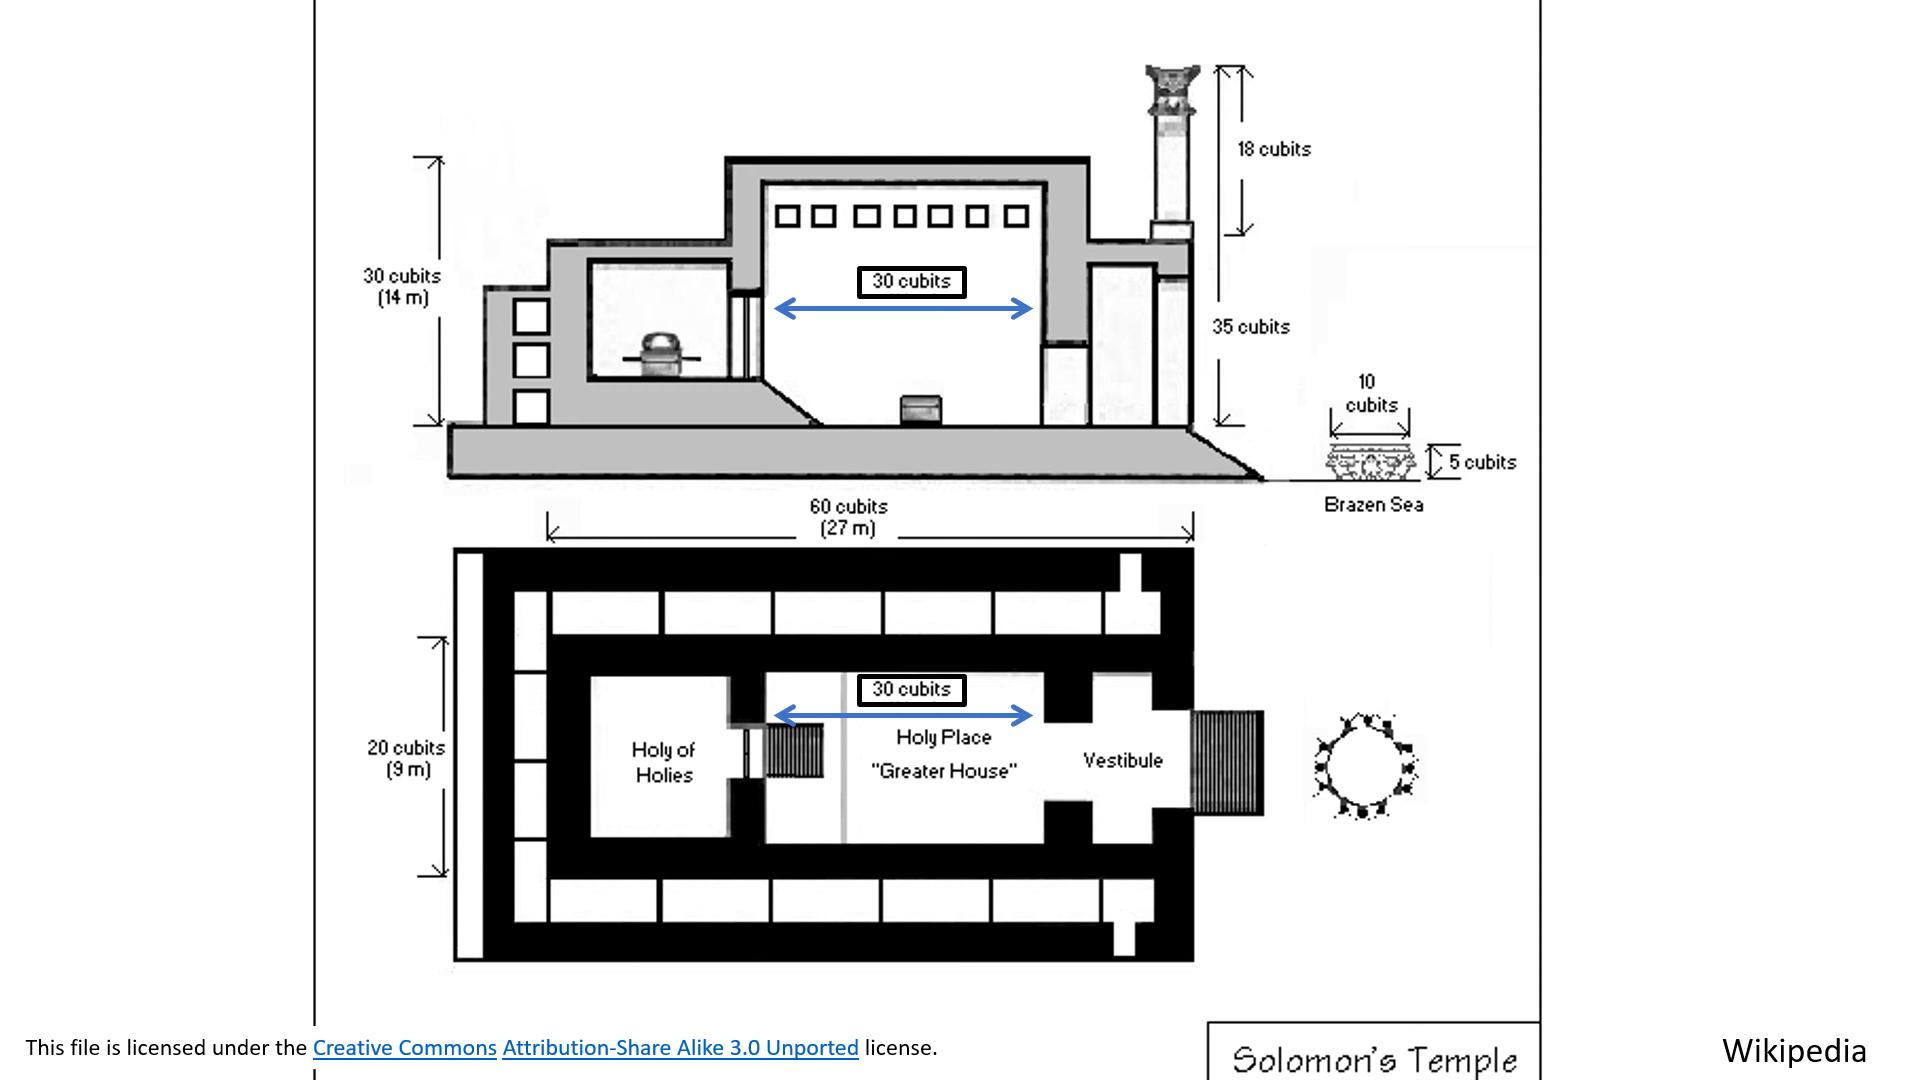 18 cubits
30 cubits
(14 m)
30 cubits
35 cubits
10
cubits
5 cubits
Brazen Sea
60 cubits
(27 m)
30 cubits
20 cubits
(9 m)
Holy of
Holies
Holy Place
"Greater House"
Vestibule
This file is licensed under the Creative Commons Attribution-Share Alike 3.0 Unported license.
Solomon's Temple
Wikipedia